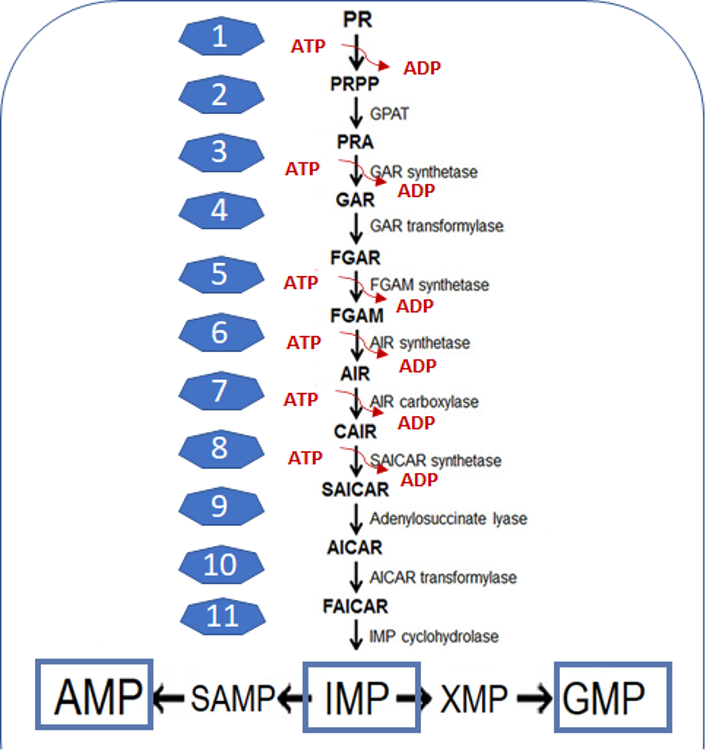 PR
1
ATP
ADP
2
PRPP
GPAT
3
PRA
ATP
GAR synthetase
ADP
4
GAR
GAR transformylase
FGAR
5
ATP
FGAM synthetase
ADP
6
FGAM
ATP
AIR synthetase
ADP
7
AIR
ATP
AIR carboxylase
ADP
8
CAIR
ATP
SAICAR synthetase
ADP
9
SAICAR
Adenylosuccinate lyase
10
AICAR
AICAR transformylase
11
FAICAR
IMP cyclohydrolase
AMP SAMP IMP XMP GMP